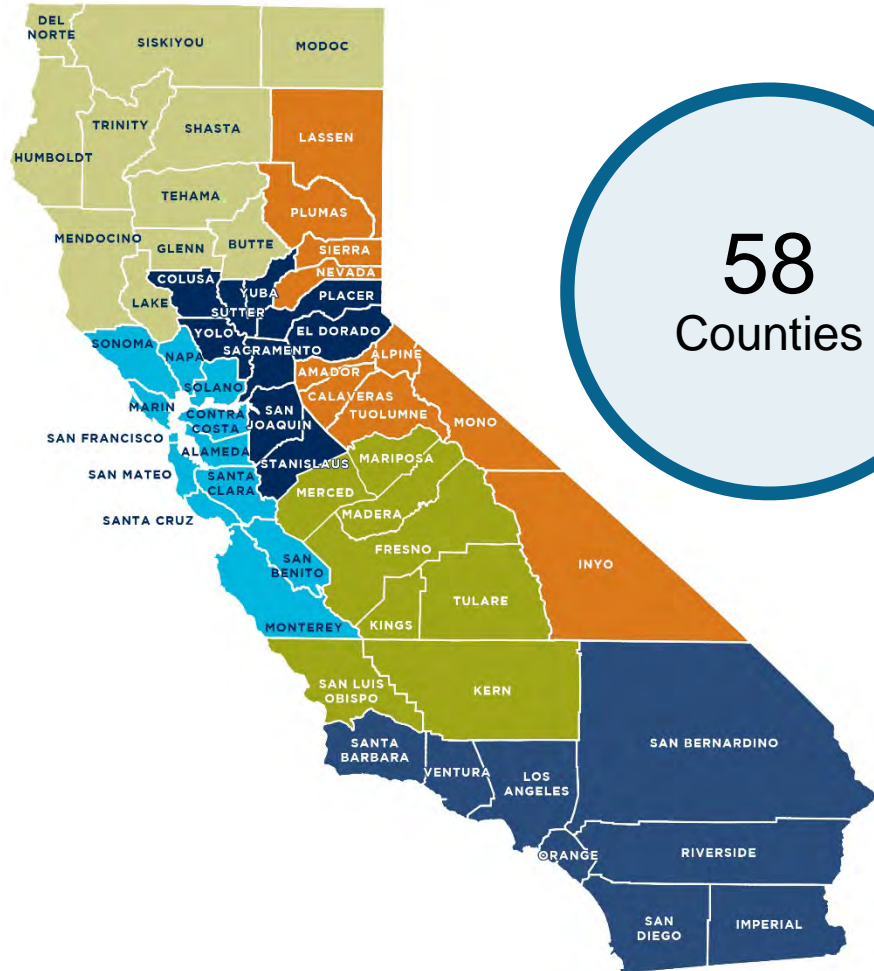 DEL
NORTE
SISKIYOU
MODOC
TRINITY
SHASTA
LASSEN
HUMBOLDT
TEHAMA
PLUMAS
MENDOCINO
GLENN
BUTTE
SIERRA
NEVADA
COLUSA
YUBA
PLACER
LAKE
SUTTER
YOLO
EL DORADO
SONOMA
NAPA
SACRAMENTO
ALPINE
AMADOR
SOLANO
CALAVERAS
MARIN
CONTRA
COSTA
SAN
JOAQUIN
TUOLUMNE
MONO
SAN FRANCISCO
ALAMEDA
STANISLAUS
MARIPOSA
SAN MATEO
SANTA
CLARA
MERCED
MADERA
SANTA CRUZ
FRESNO
SAN
BENITO
INYO
TULARE
MONTEREY
KINGS
SAN LUIS
OBISPO
KERN
SANTA
BARBARA
VENTURA
LOS
ANGELES
SAN BERNARDINO
ORANGE
RIVERSIDE
SAN
DIEGO
IMPERIAL
58
Counties